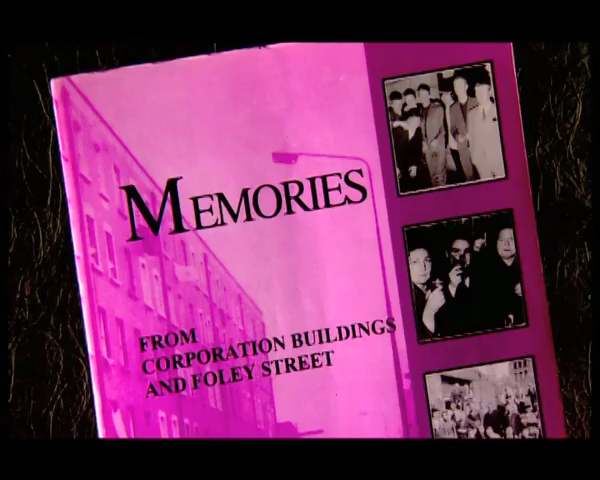 MEMORIES
FROM
CORPORATION BUILDINGS
AND FOLEY STREET